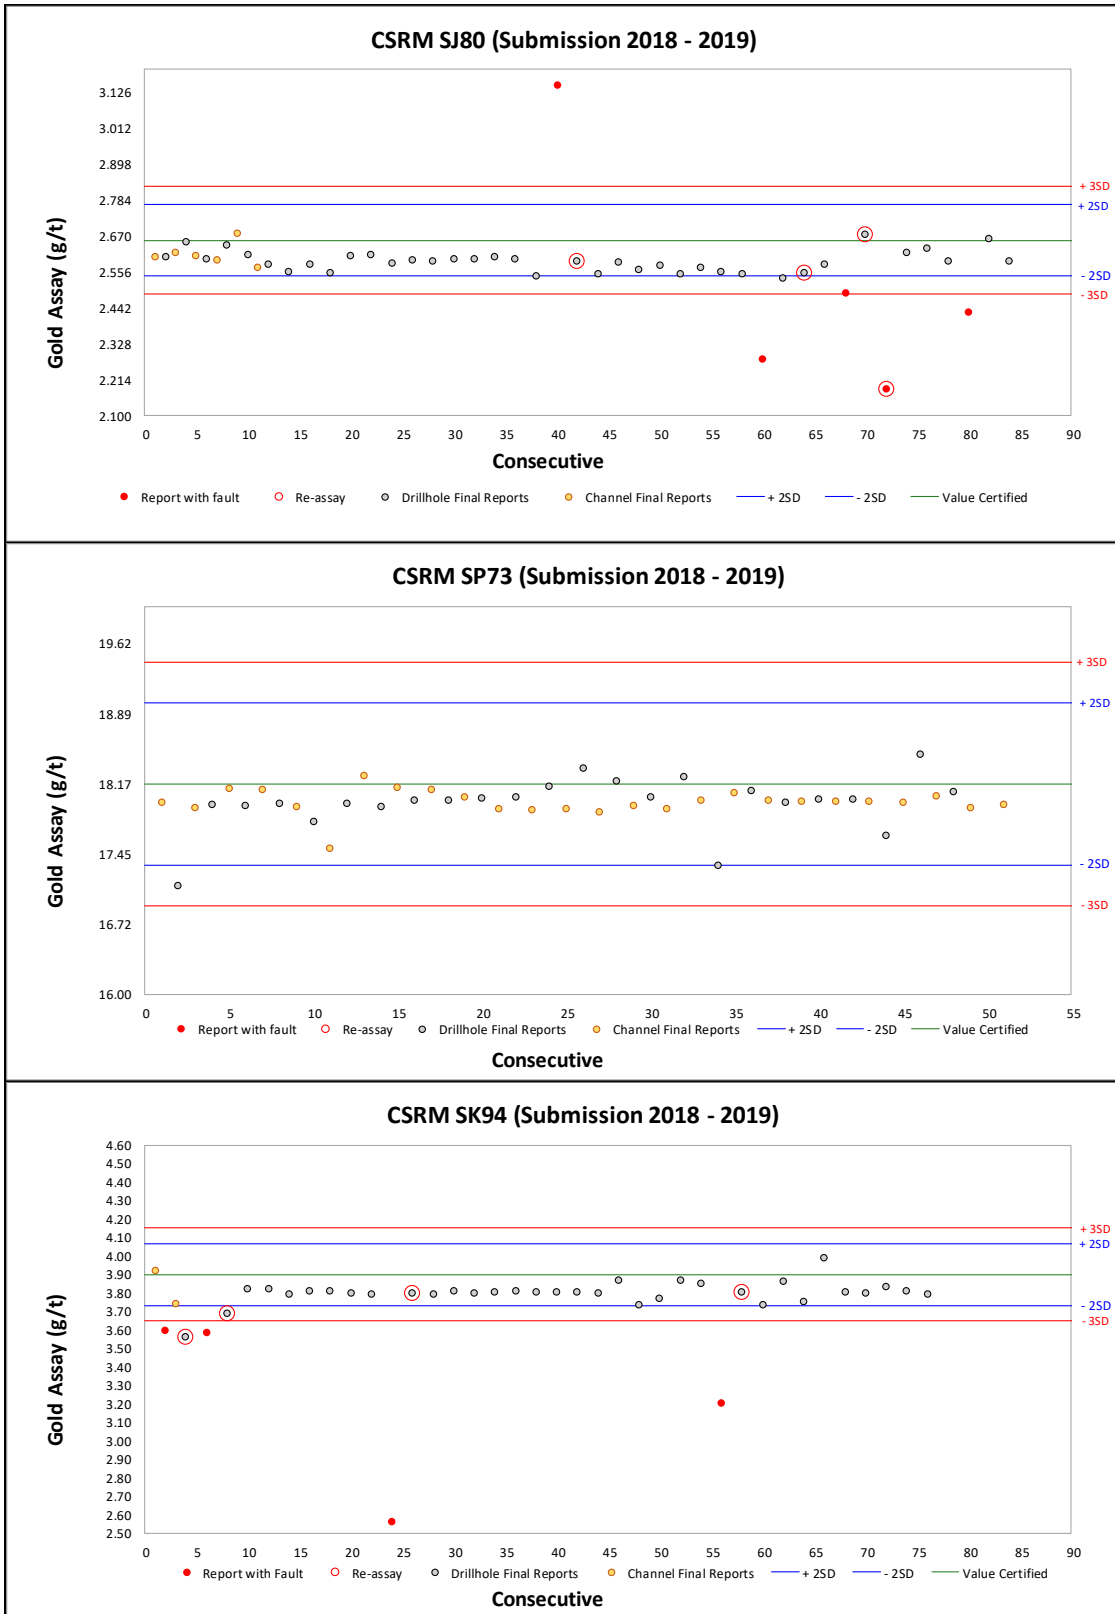 CSRM SJ80 (Submission 2018 - 2019)
3.126
3.012
2.898
2.784
2.670
2.556
2.442
2.328
2.214
2.100
Gold Assay (g/t)
+ 3SD
+ 2SD
- 2SD
- 3SD
0 5 10 15 20 25 30 35 40 45 50 55 60 65 70 75 80 85 90
Consecutive
Report with fault Re-assay Drillhole Final Reports Channel Final Reports + 2SD - 2SD Value Certified
CSRM SP73 (Submission 2018 - 2019)
19.62
18.89
18.17
17.45
16.72
16.00
Gold Assay (g/t)
+ 3SD
+ 2SD
- 2SD
- 3SD
0 5 10 15 20 25 30 35 40 45 50 55
Report with fault Re-assay Drillhole Final Reports Channel Final Reports + 2SD - 2SD Value Certified
Consecutive
CSRM SK94 (Submission 2018 - 2019)
4.60
4.50
4.40
4.30
4.20
4.10
4.00
3.90
3.80
3.70
3.60
3.50
3.40
3.30
3.20
3.10
3.00
2.90
2.80
2.70
2.60
2.50
Gold Assay (g/t)
+ 3SD
+ 2SD
- 2SD
- 3SD
0 5 10 15 20 25 30 35 40 45 50 55 60 65 70 75 80 85 90
Report with Fault Re-assay Drillhole Final Reports Channel Final Reports + 2SD - 2SD Value Certified
Consecutive